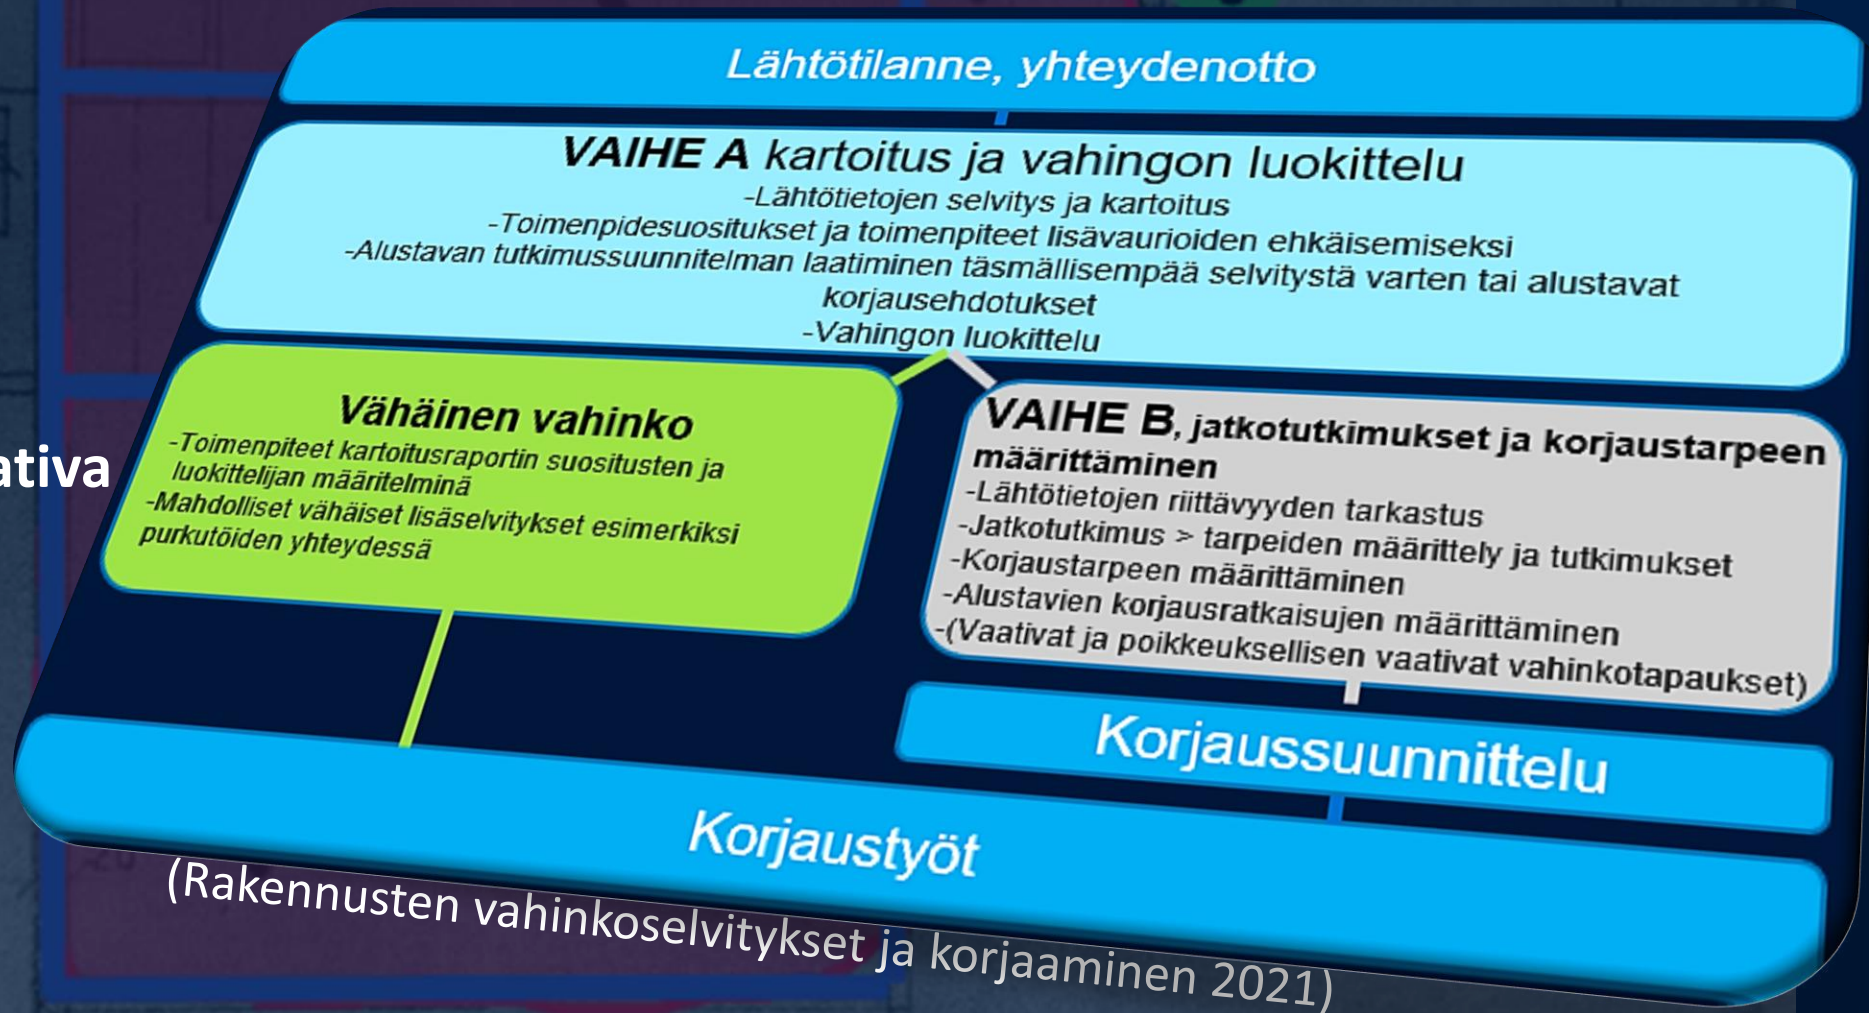 Lähtötilanne, yhteydenotto
VAIHE A kartoitus ja vahingon luokittelu
-Lähtötietojen selvitys ja kartoitus
-Toimenpidesuositukset ja toimenpiteet lisävaurioiden ehkäisemiseksi
-Alustavan tutkimussuunnitelman laatiminen täsmällisempää selvitystä varten tai alustavat
korjausehdotukset
-Vahingon luokittelu
Vähäinen vahinko
-Toimenpiteet kartoitusraportin suositusten ja
luokittelijan määritelminä
-Mahdolliset vähäiset lisäselvitykset esimerkiksi
purkutöiden yhteydessä
VAIHE B, jatkotutkimukset ja korjaustarpeen
määrittäminen
-Lähtötietojen riittävyyden tarkastus
-Jatkotutkimus > tarpeiden määrittely ja tutkimukset
-Korjaustarpeen määrittäminen
-Alustavien korjausratkaisujen määrittäminen
-(Vaativat ja poikkeuksellisen vaativat vahinkotapaukset)
Korjaussuunnittelu
Korjaustyöt
(Rakennusten vahinkoselvitykset ja korjaaminen 2021)